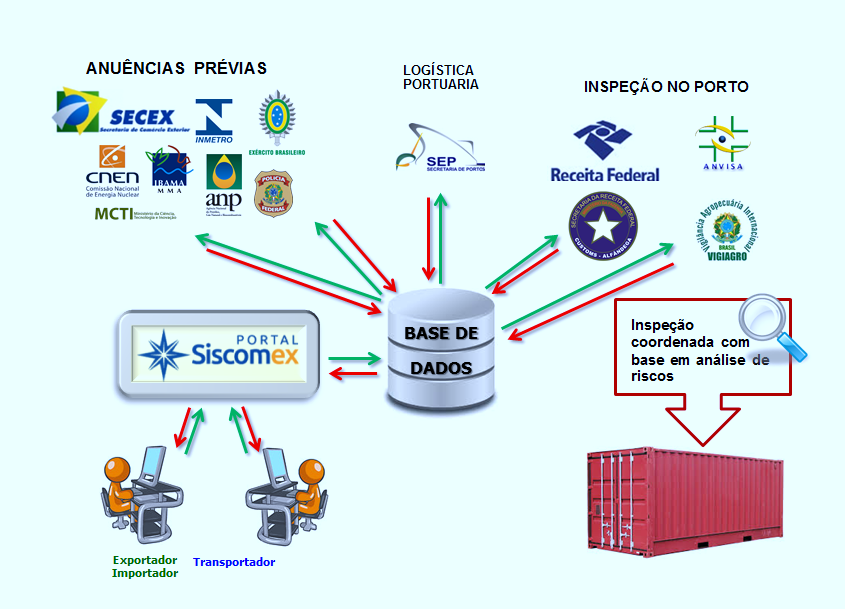 ANUÊNCIAS PRÉVIAS
SECEX
Secretaria de Comércio Exterior
INMETRO
EXÉRCITO BRASILEIRO
CNEN
Comissão Nacional
de Energia Nuclear
IBAMA
M M A
anp
POLÍCIA
FEDERAL
MCTI
Ministério da Ciência,
Tecnologia e Inovação
LOGÍSTICA
PORTUARIA
SEP
SECRETARIA DE PORTOS
INSPEÇÃO NO PORTO
Receita Federal
ANVISA
SECRETARIA DA RECEITA FEDERAL
CUSTOMS - ALFÂNDEGA
Vigilância Agropecuária Internacional
BRASIL
VIGIAGRO
PORTAL
Siscomex
BASE DE
DADOS
Inspeção
coordenada com
base em análise de
riscos
Exportador
Importador
Transportador